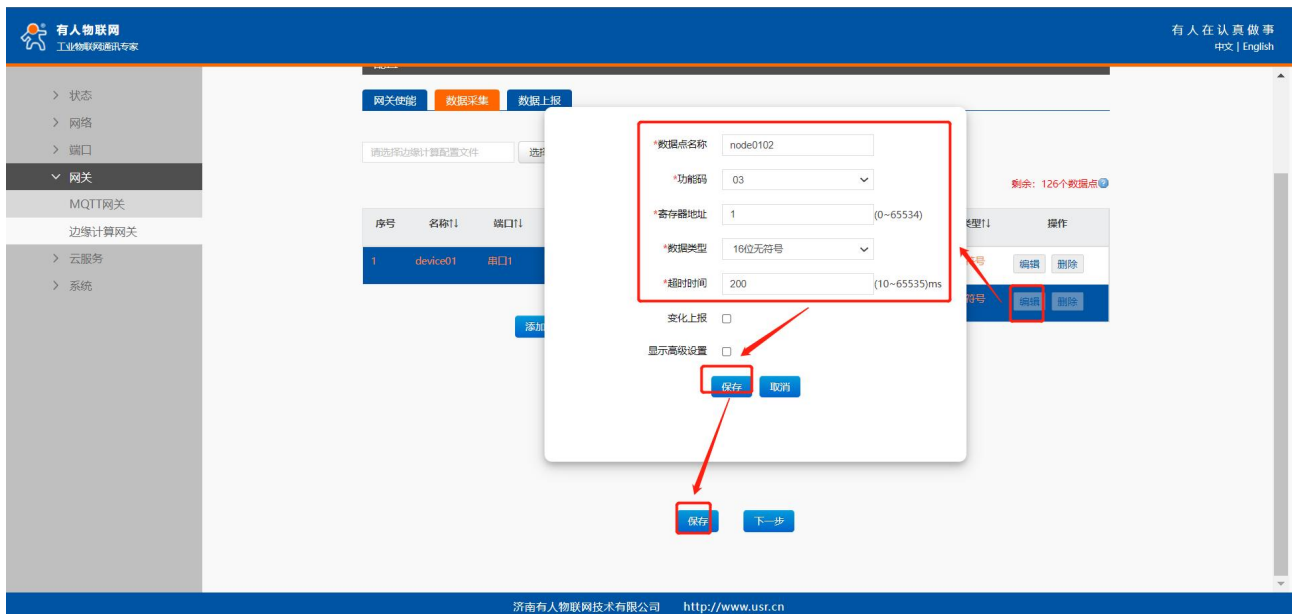 有人物联网
工业物联网通讯专家
有人在认真做事
中文 | English
状态
网络
端口
网关
MQTT网关
边缘计算网关
云服务
系统
网关使能 数据采集 数据上报
请选择边缘计算配置文件
剩余：126个数据点
序号 名称↑↓ 端口↑↓ 操作
1 device01 串口1 编辑 删除
编辑 删除
添加
*数据点名称 node0102
*功能码 03
*寄存器地址 1 (0~65534)
*数据类型 16位无符号
*超时时间 200 (10~65535)ms
变化上报
显示高级设置
保存 取消
保存 下一步
济南有人物联网技术有限公司 http://www.usr.cn